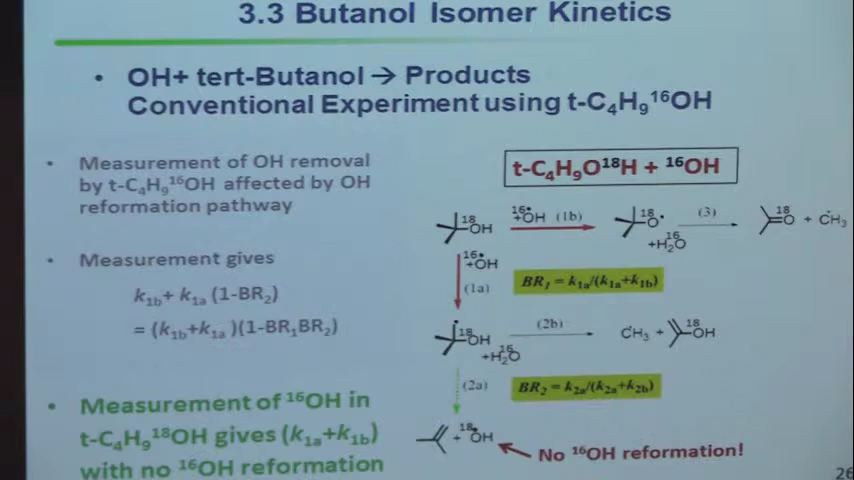 3.3 Butanol Isomer Kinetics
• OH+ tert-Butanol → Products
Conventional Experiment using t-C₄H₉¹⁶OH
• Measurement of OH removal
by t-C₄H₉¹⁶OH affected by OH
reformation pathway
• Measurement gives
k₁b+ k₁a (1-BR₂)
= (k₁b+k₁a )(1-BR₁BR₂)
• Measurement of ¹⁶OH in
t-C₄H₉¹⁸OH gives (k₁a+k₁b)
with no ¹⁶OH reformation
t-C₄H₉O¹⁸H + ¹⁶OH
¹⁸OH
+¹⁶OH (1b)
¹⁸O•
+H₂¹⁶O
(3)
¹⁸O + ĊH₃
+¹⁶OH
(1a)
BR₁ = k₁a/(k₁a+k₁b)
¹⁸OH
+H₂¹⁶O
(2b)
ĊH₃ + ¹⁸OH
(2a)
BR₂ = k₂a/(k₂a+k₂b)
+ ¹⁸OH
No ¹⁶OH reformation!
26